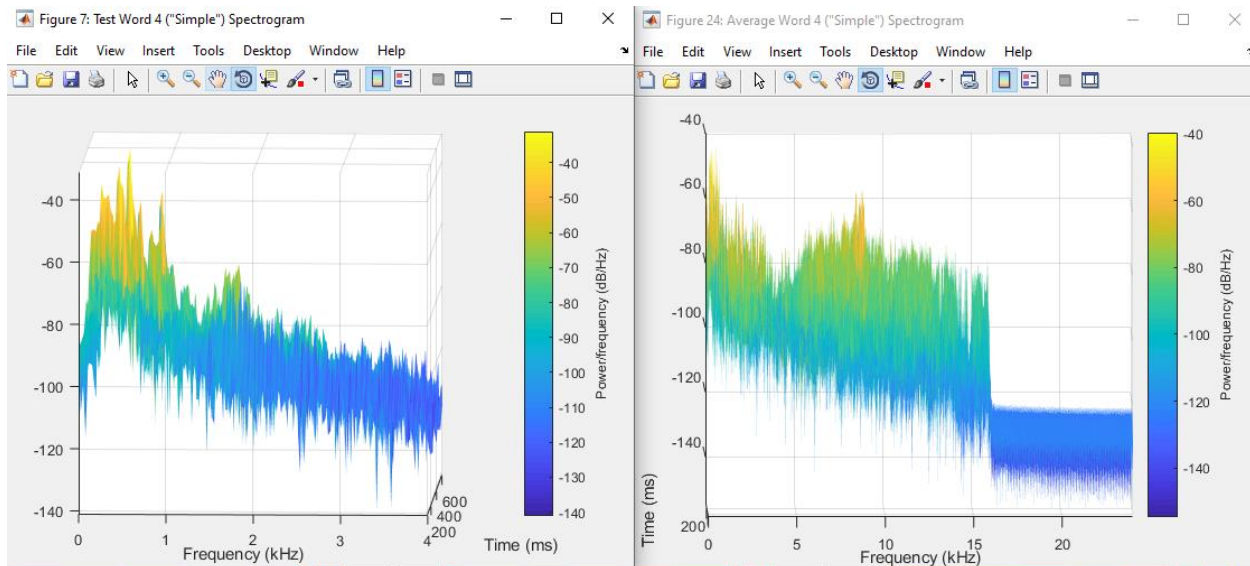 Figure 7: Test Word 4 ("Simple") Spectrogram
File Edit View Insert Tools Desktop Window Help
-40
-60
-80
-100
-120
-140
0 1 2 3 4
200
400
600
Frequency (kHz)
Time (ms)
-40
-50
-60
-70
-80
-90
-100
-110
-120
-130
-140
Power/frequency (dB/Hz)
Figure 24: Average Word 4 ("Simple") Spectrogram
File Edit View Insert Tools Desktop Window Help
-40
-60
-80
-100
-120
-140
Time (ms)
200
0 5 10 15 20
Frequency (kHz)
-40
-60
-80
-100
-120
-140
Power/frequency (dB/Hz)